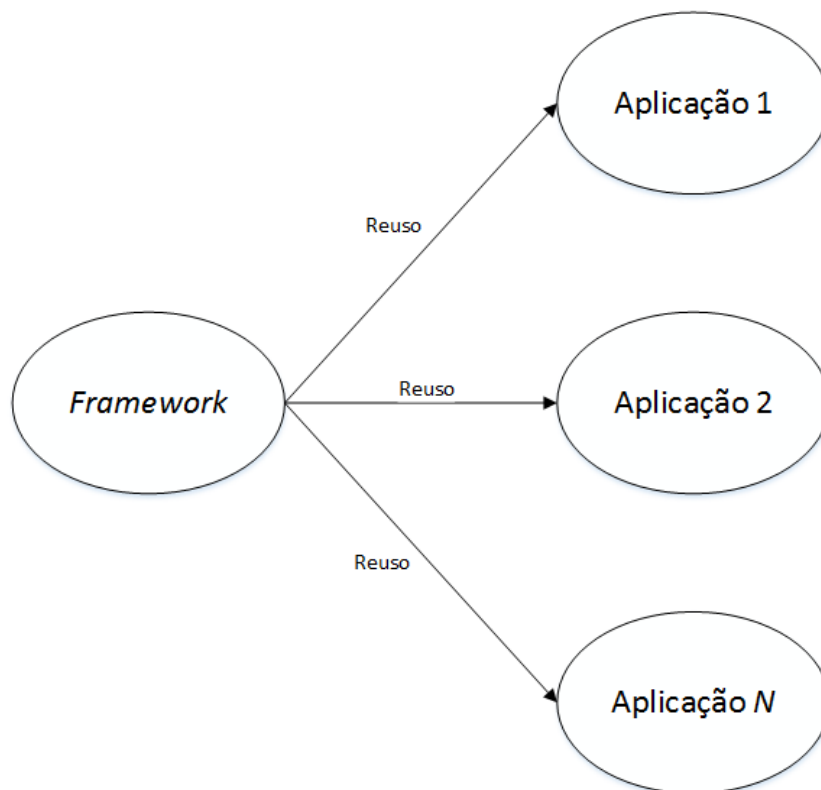 Aplicação 1
Reuso
Framework
Reuso
Aplicação 2
Reuso
Aplicação N